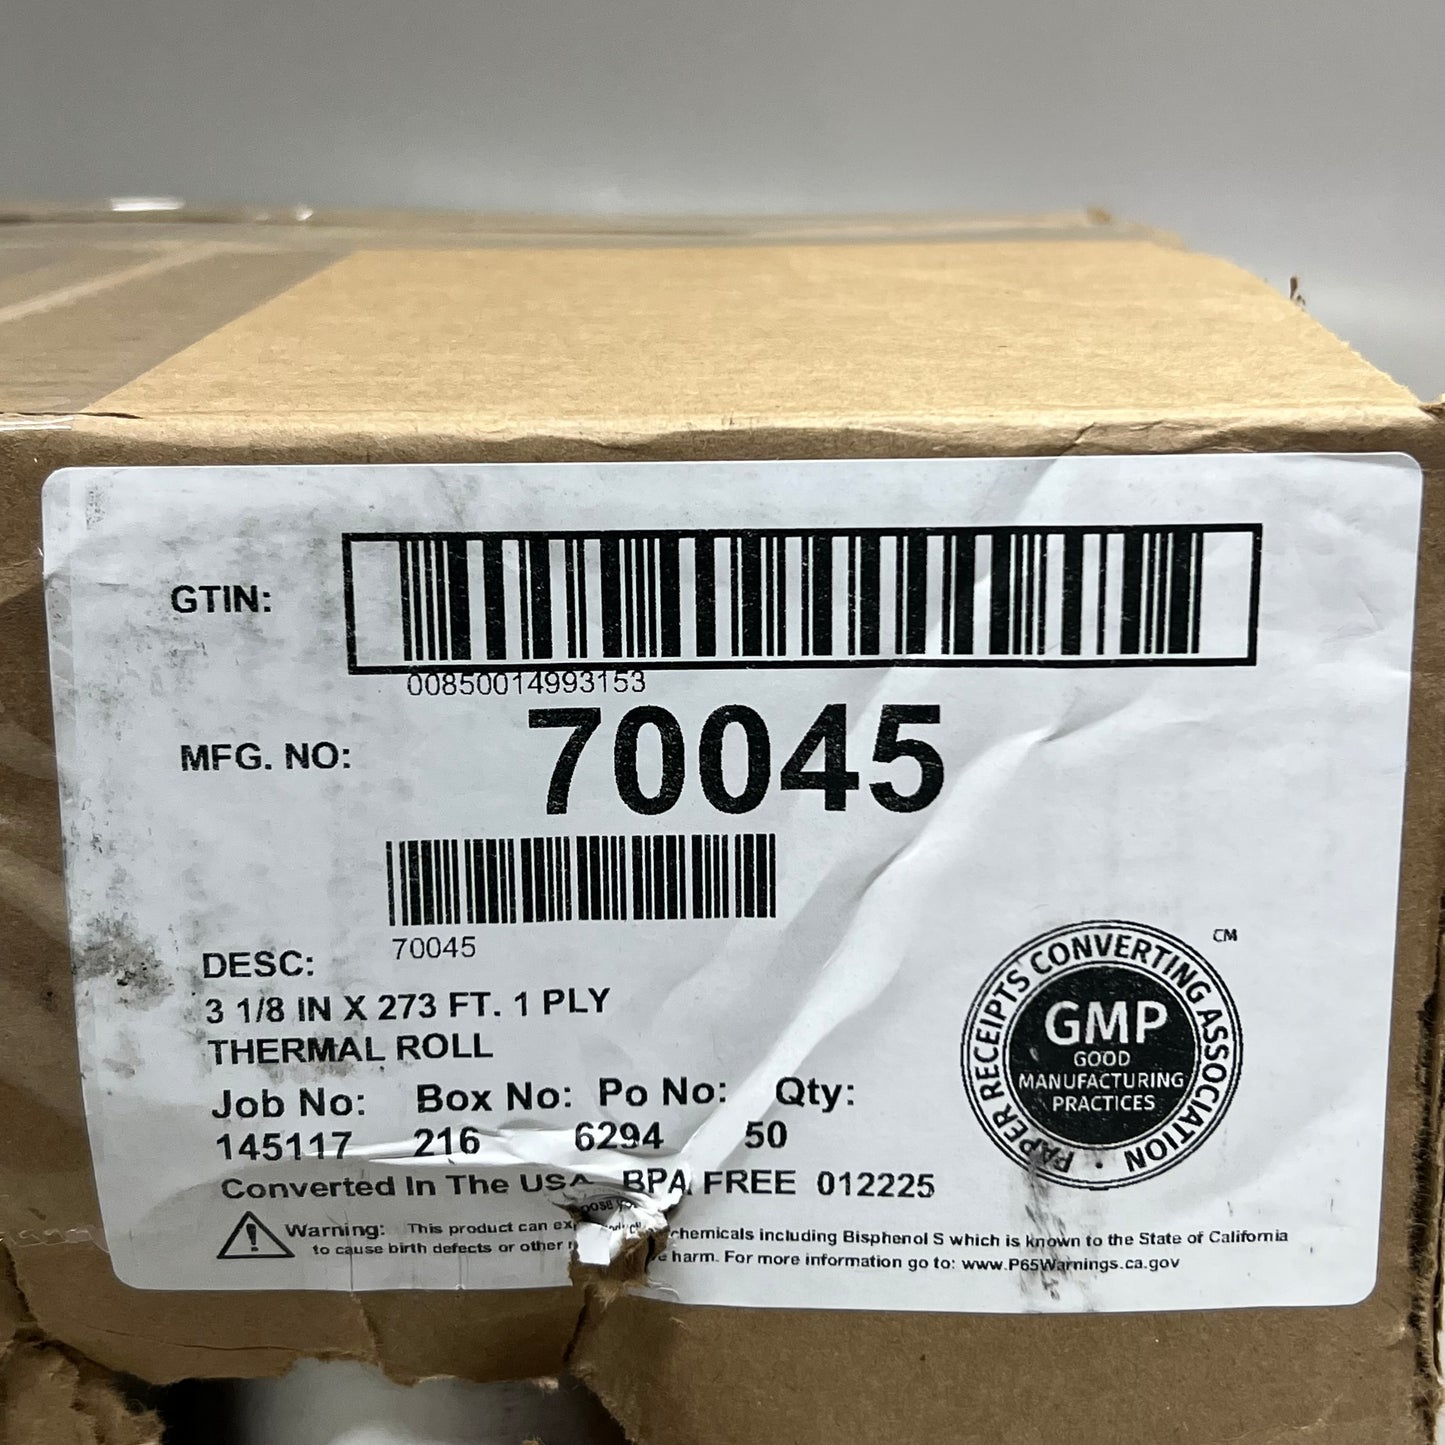 GTIN:
00850014993153
MFG. NO: 70045
70045
DESC:
3 1/8 IN X 273 FT. 1 PLY
THERMAL ROLL
Job No: Box No: Po No: Qty:
145117 216 6294 50
Converted In The USA BPA FREE 012225
Warning: This product can chemicals including Bisphenol S which is known to the State of California
to cause birth defects or other harm. For more information go to: www.P65Warnings.ca.gov
PAPER RECEIPTS CONVERTING ASSOCIATION •
CM
GMP
GOOD
MANUFACTURING
PRACTICES